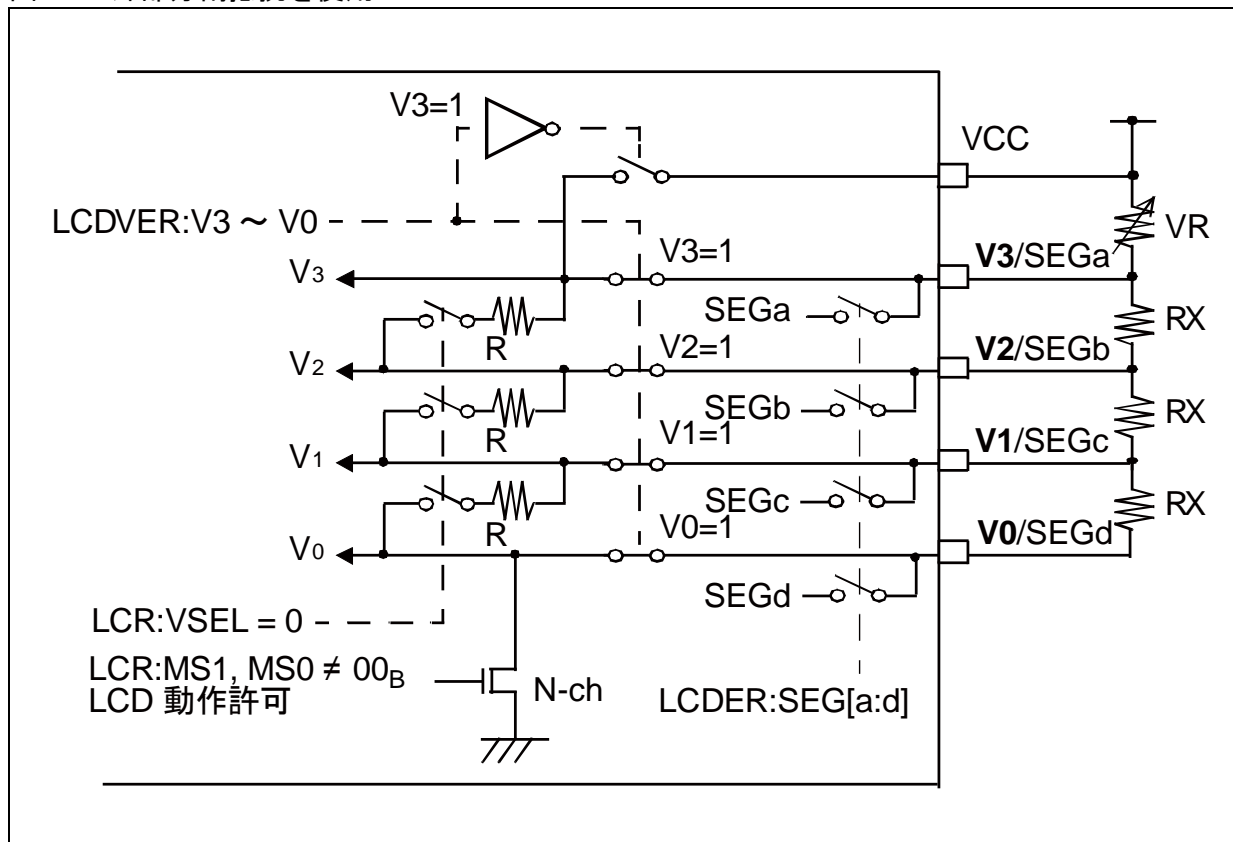 V3=1
VCC
LCDVER:V3 ～ V0
VR
V3=1
V3/SEGa
V3
SEGa
RX
R
V2=1
V2/SEGb
V2
SEGb
RX
R
V1=1
V1/SEGc
V1
SEGc
RX
R
V0=1
V0/SEGd
V0
SEGd
LCR:VSEL = 0
LCR:MS1, MS0 ≠ 00B
LCD 動作許可
N-ch
LCDER:SEG[a:d]